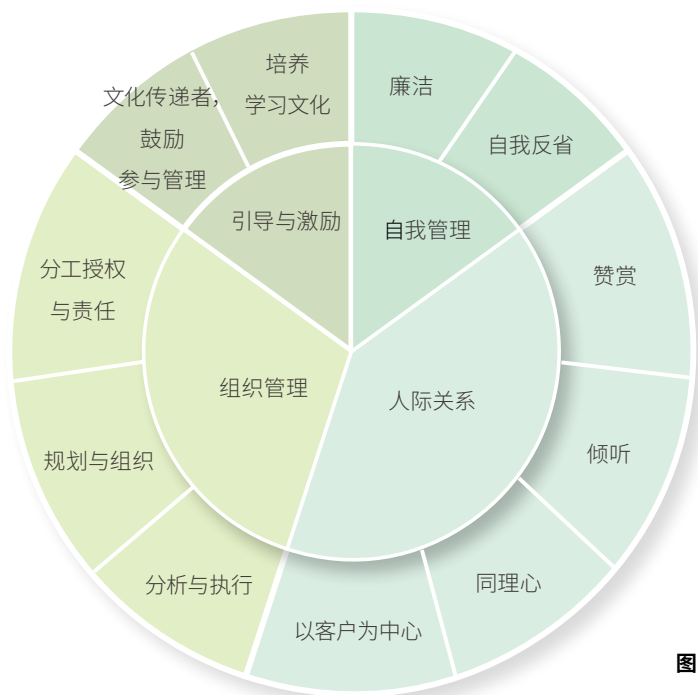 培养
学习文化
廉洁
文化传递者,
鼓励
参与管理
自我反省
引导与激励
自我管理
分工授权
与责任
赞赏
组织管理
人际关系
规划与组织
倾听
分析与执行
同理心
以客户为中心
图